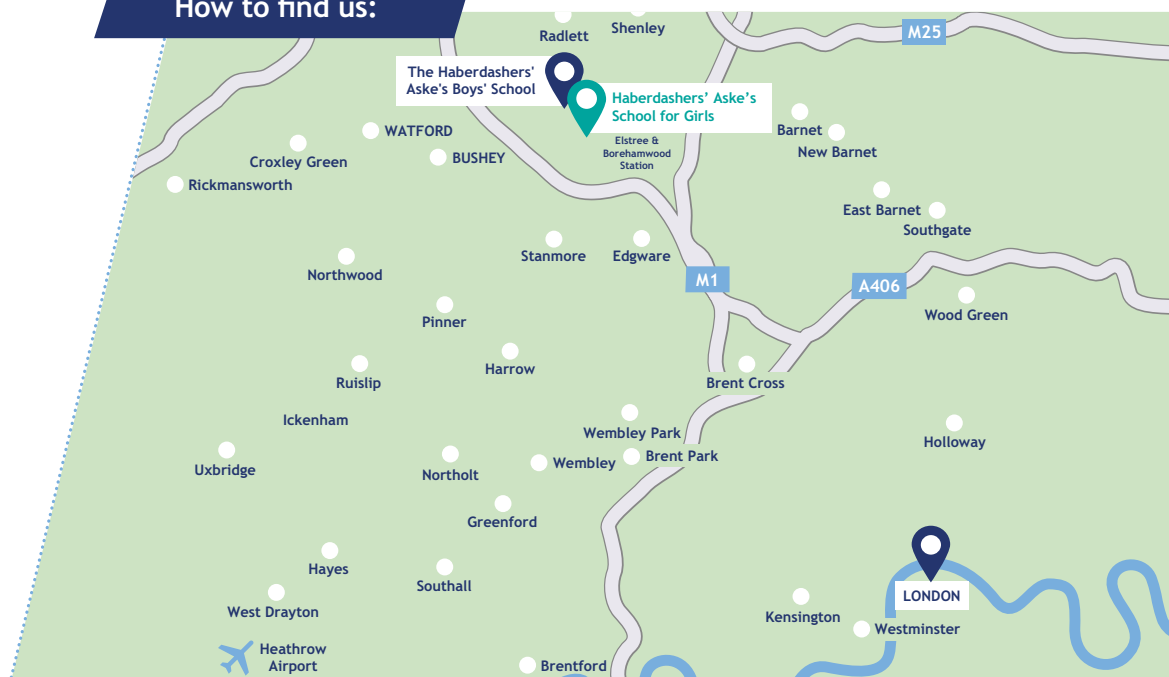 How to find us:
Radlett
Shenley
M25
The Haberdashers'
Aske's Boys' School
Haberdashers’ Aske’s
School for Girls
Elstree &
Borehamwood
Station
Barnet
New Barnet
WATFORD
BUSHEY
Croxley Green
Rickmansworth
East Barnet
Southgate
Stanmore
Edgware
Northwood
M1
A406
Wood Green
Pinner
Harrow
Ruislip
Brent Cross
Ickenham
Wembley Park
Holloway
Uxbridge
Northolt
Wembley
Brent Park
Greenford
Hayes
Southall
West Drayton
LONDON
Kensington
Westminster
Heathrow
Airport
Brentford